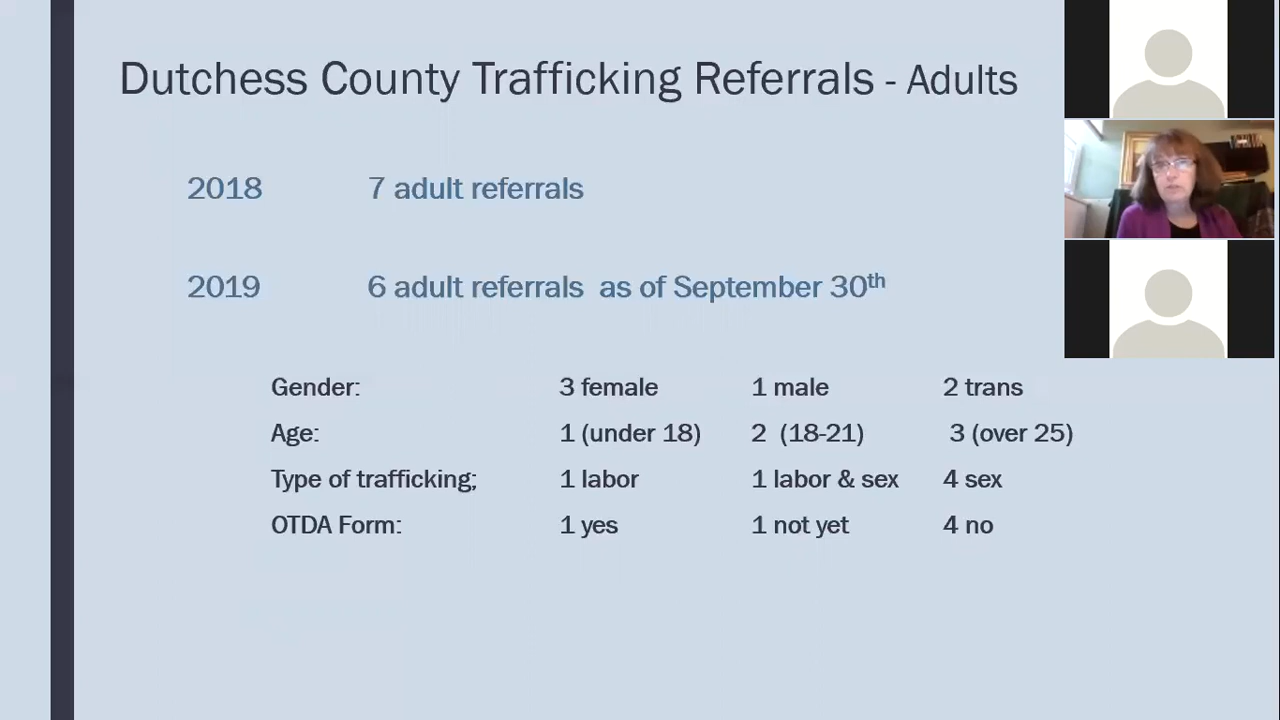 Dutchess County Trafficking Referrals - Adults
2018 7 adult referrals
2019 6 adult referrals as of September 30th
Gender: 3 female 1 male 2 trans
Age: 1 (under 18) 2 (18-21) 3 (over 25)
Type of trafficking; 1 labor 1 labor & sex 4 sex
OTDA Form: 1 yes 1 not yet 4 no